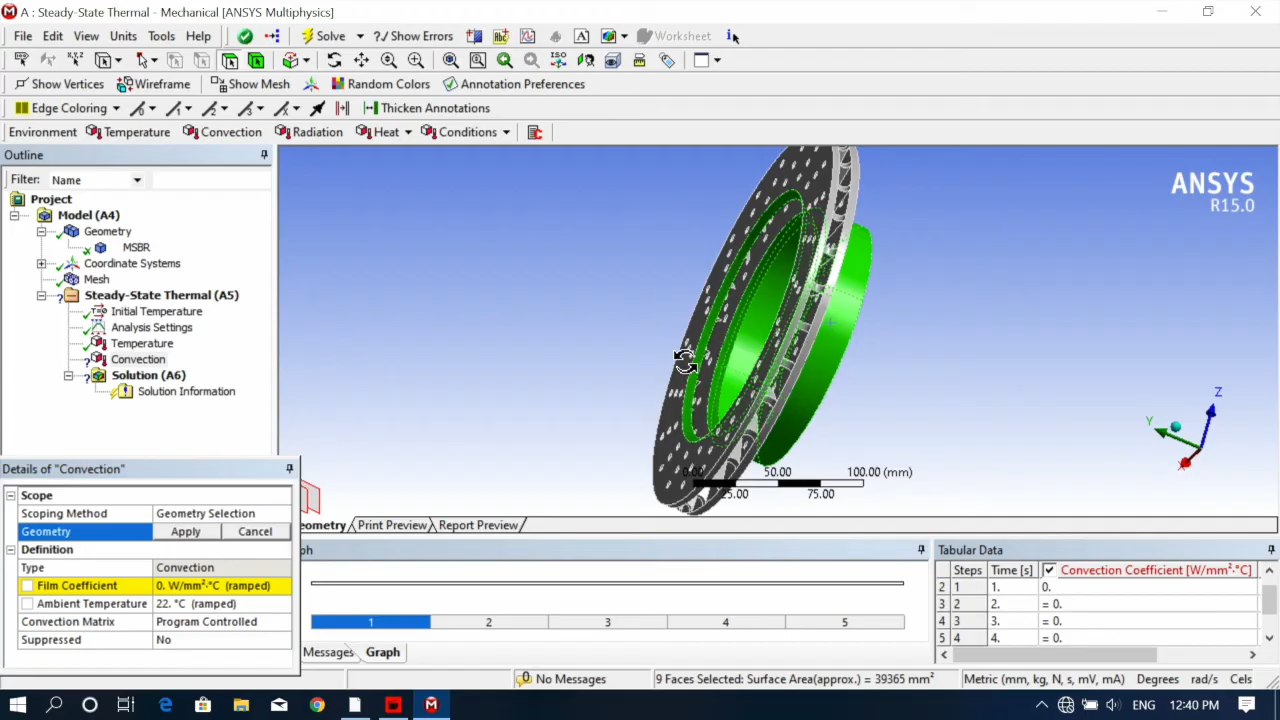 A : Steady-State Thermal - Mechanical [ANSYS Multiphysics]
File Edit View Units Tools Help Solve ?/ Show Errors Worksheet
Show Vertices Wireframe Show Mesh Random Colors Annotation Preferences
Edge Coloring Thicken Annotations
Environment Temperature Convection Radiation Heat Conditions
Outline
Filter: Name
Project
Model (A4)
Geometry
MSBR
Coordinate Systems
Mesh
Steady-State Thermal (A5)
Initial Temperature
Analysis Settings
Temperature
Convection
Solution (A6)
Solution Information
ANSYS
R15.0
Z
Y
X
0.00 50.00 100.00 (mm)
25.00 75.00
Details of "Convection"
Scope
Scoping Method Geometry Selection
Geometry Apply Cancel
Definition
Type Convection
Film Coefficient 0. W/mm²·°C (ramped)
Ambient Temperature 22. °C (ramped)
Convection Matrix Program Controlled
Suppressed No
eometry Print Preview Report Preview
ph
1 2 3 4 5
Messages Graph
Tabular Data
Steps Time [s] Convection Coefficient [W/mm²·°C]
2 1 1. 0.
3 2 2. = 0.
4 3 3. = 0.
5 4 4. = 0.
No Messages 9 Faces Selected: Surface Area(approx.) = 39365 mm² Metric (mm, kg, N, s, mV, mA) Degrees rad/s Cels
ENG 12:40 PM